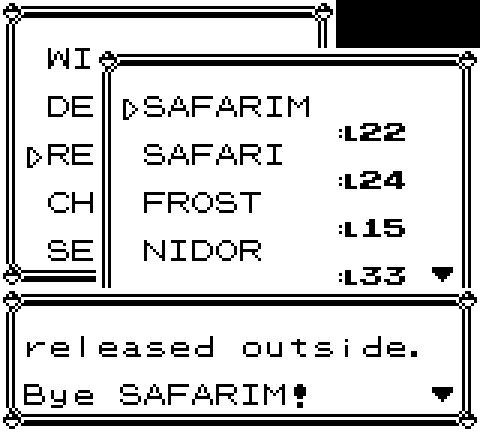 WI
DE
RE
CH
SE
SAFARIM
:L22
SAFARI
:L24
FROST
:L15
NIDOR
:L33
released outside.
Bye SAFARIM!